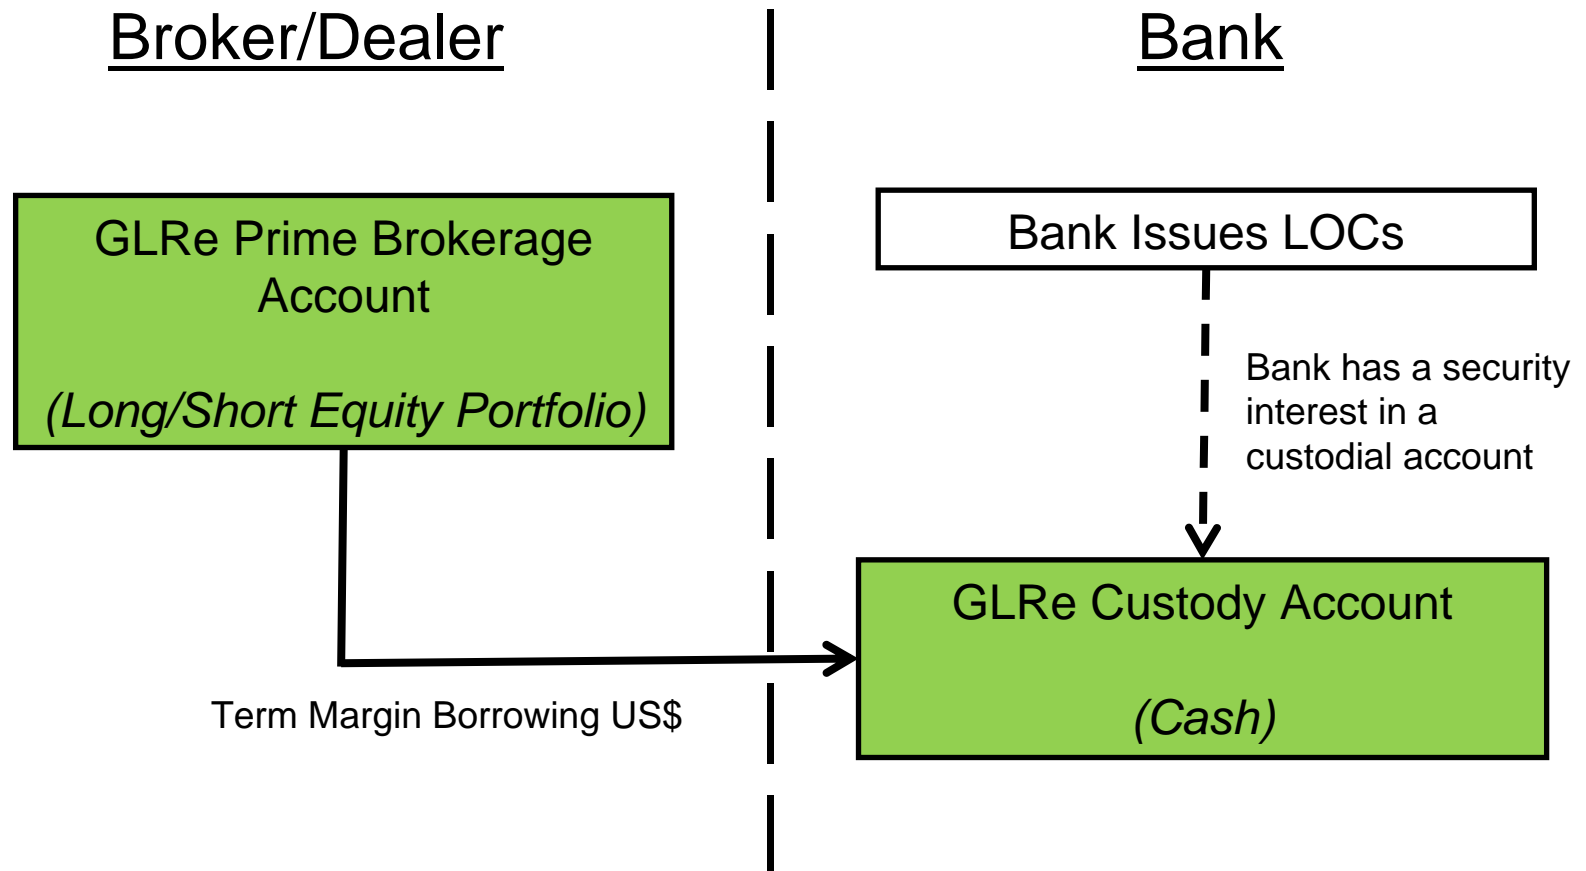 Broker/Dealer
Bank
GLRe Prime Brokerage
Account
(Long/Short Equity Portfolio)
Bank Issues LOCs
Bank has a security
interest in a
custodial account
GLRe Custody Account
(Cash)
Term Margin Borrowing US$